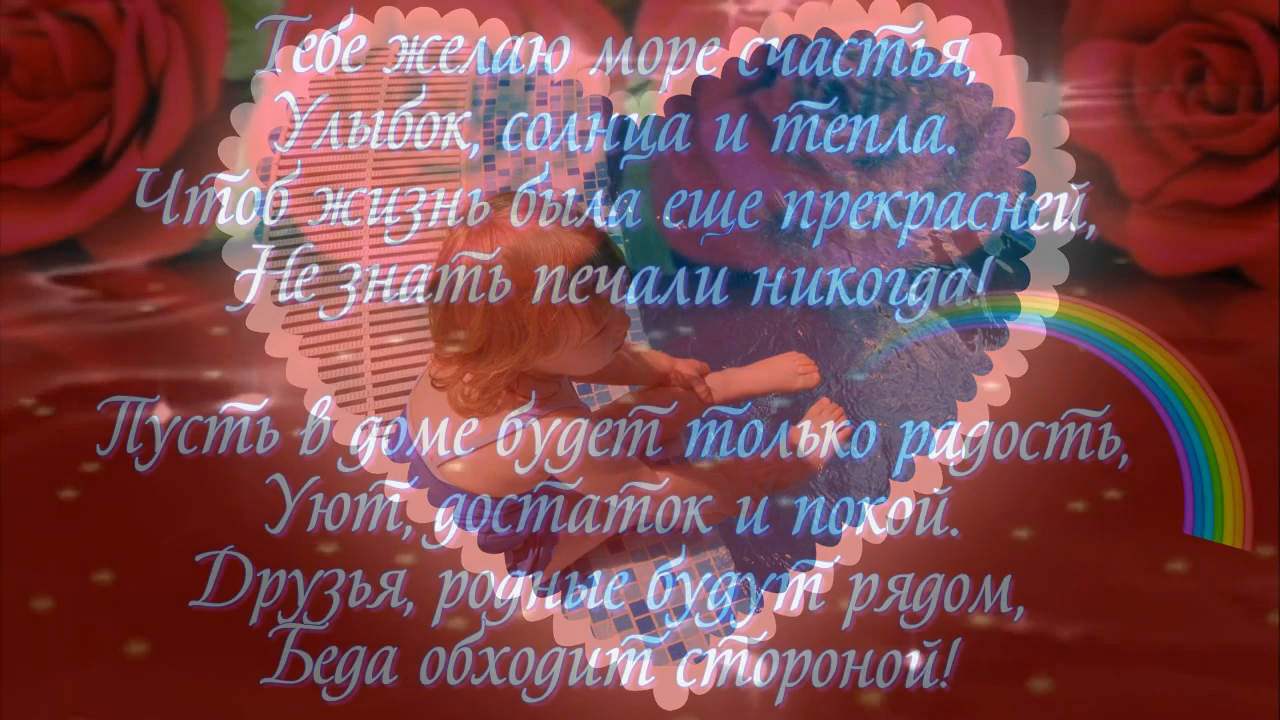 Тебе желаю море счастья,
Улыбок, солнца и тепла.
Чтоб жизнь была еще прекрасней,
Не знать печали никогда!
Пусть в доме будет только радость,
Уют, достаток и покой.
Друзья, родные будут рядом,
Беда обходит стороной!